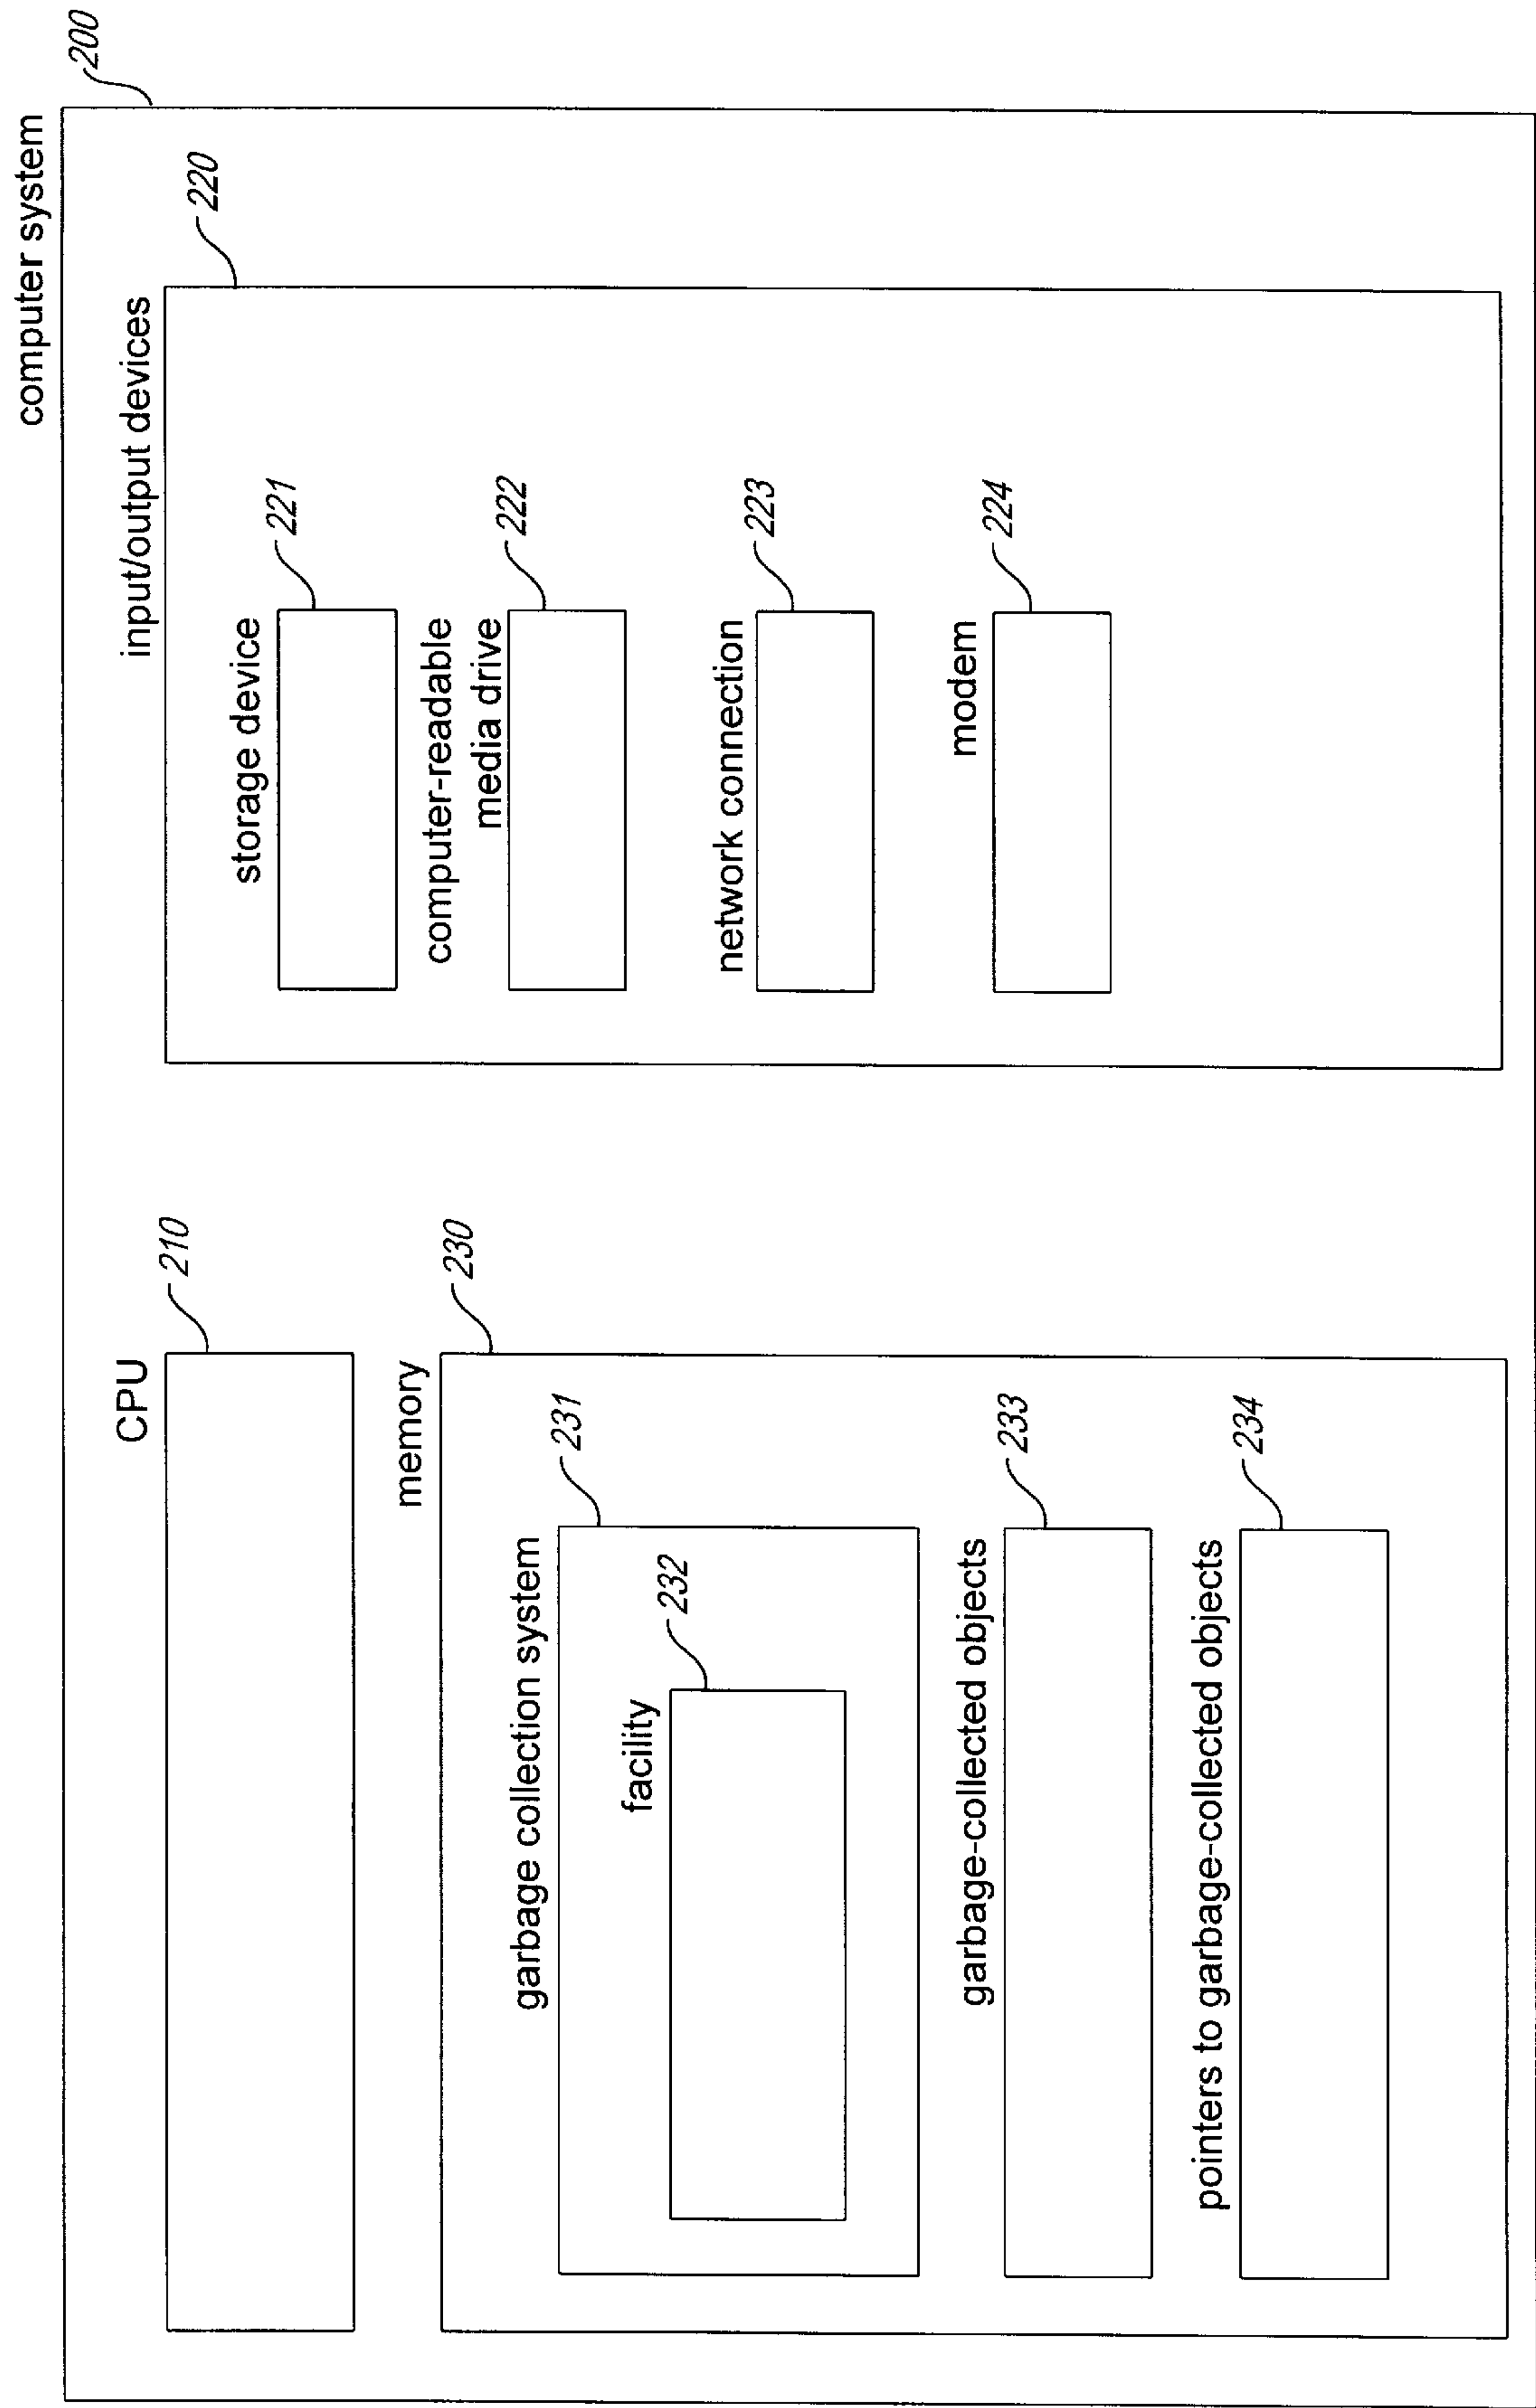 computer system
200
CPU
210
memory
230
garbage collection system
231
facility
232
garbage-collected objects
233
pointers to garbage-collected objects
234
input/output devices
220
storage device
221
computer-readable
media drive
222
network connection
223
modem
224